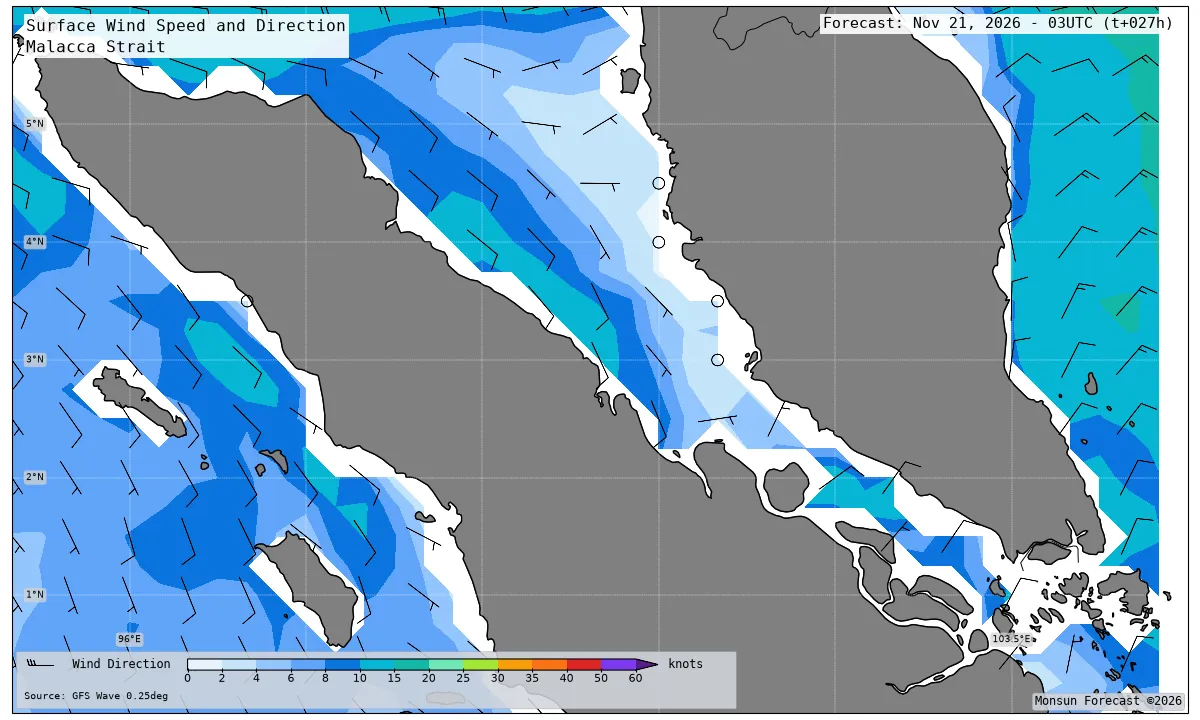 Surface Wind Speed and Direction
Malacca Strait
Forecast: Nov 21, 2026 - 03UTC (t+027h)
5°N
4°N
3°N
2°N
1°N
96°E
103.5°E
Wind Direction
knots
0 2 4 6 8 10 15 20 25 30 35 40 50 60
Source: GFS Wave 0.25deg
Monsun Forecast ©2026